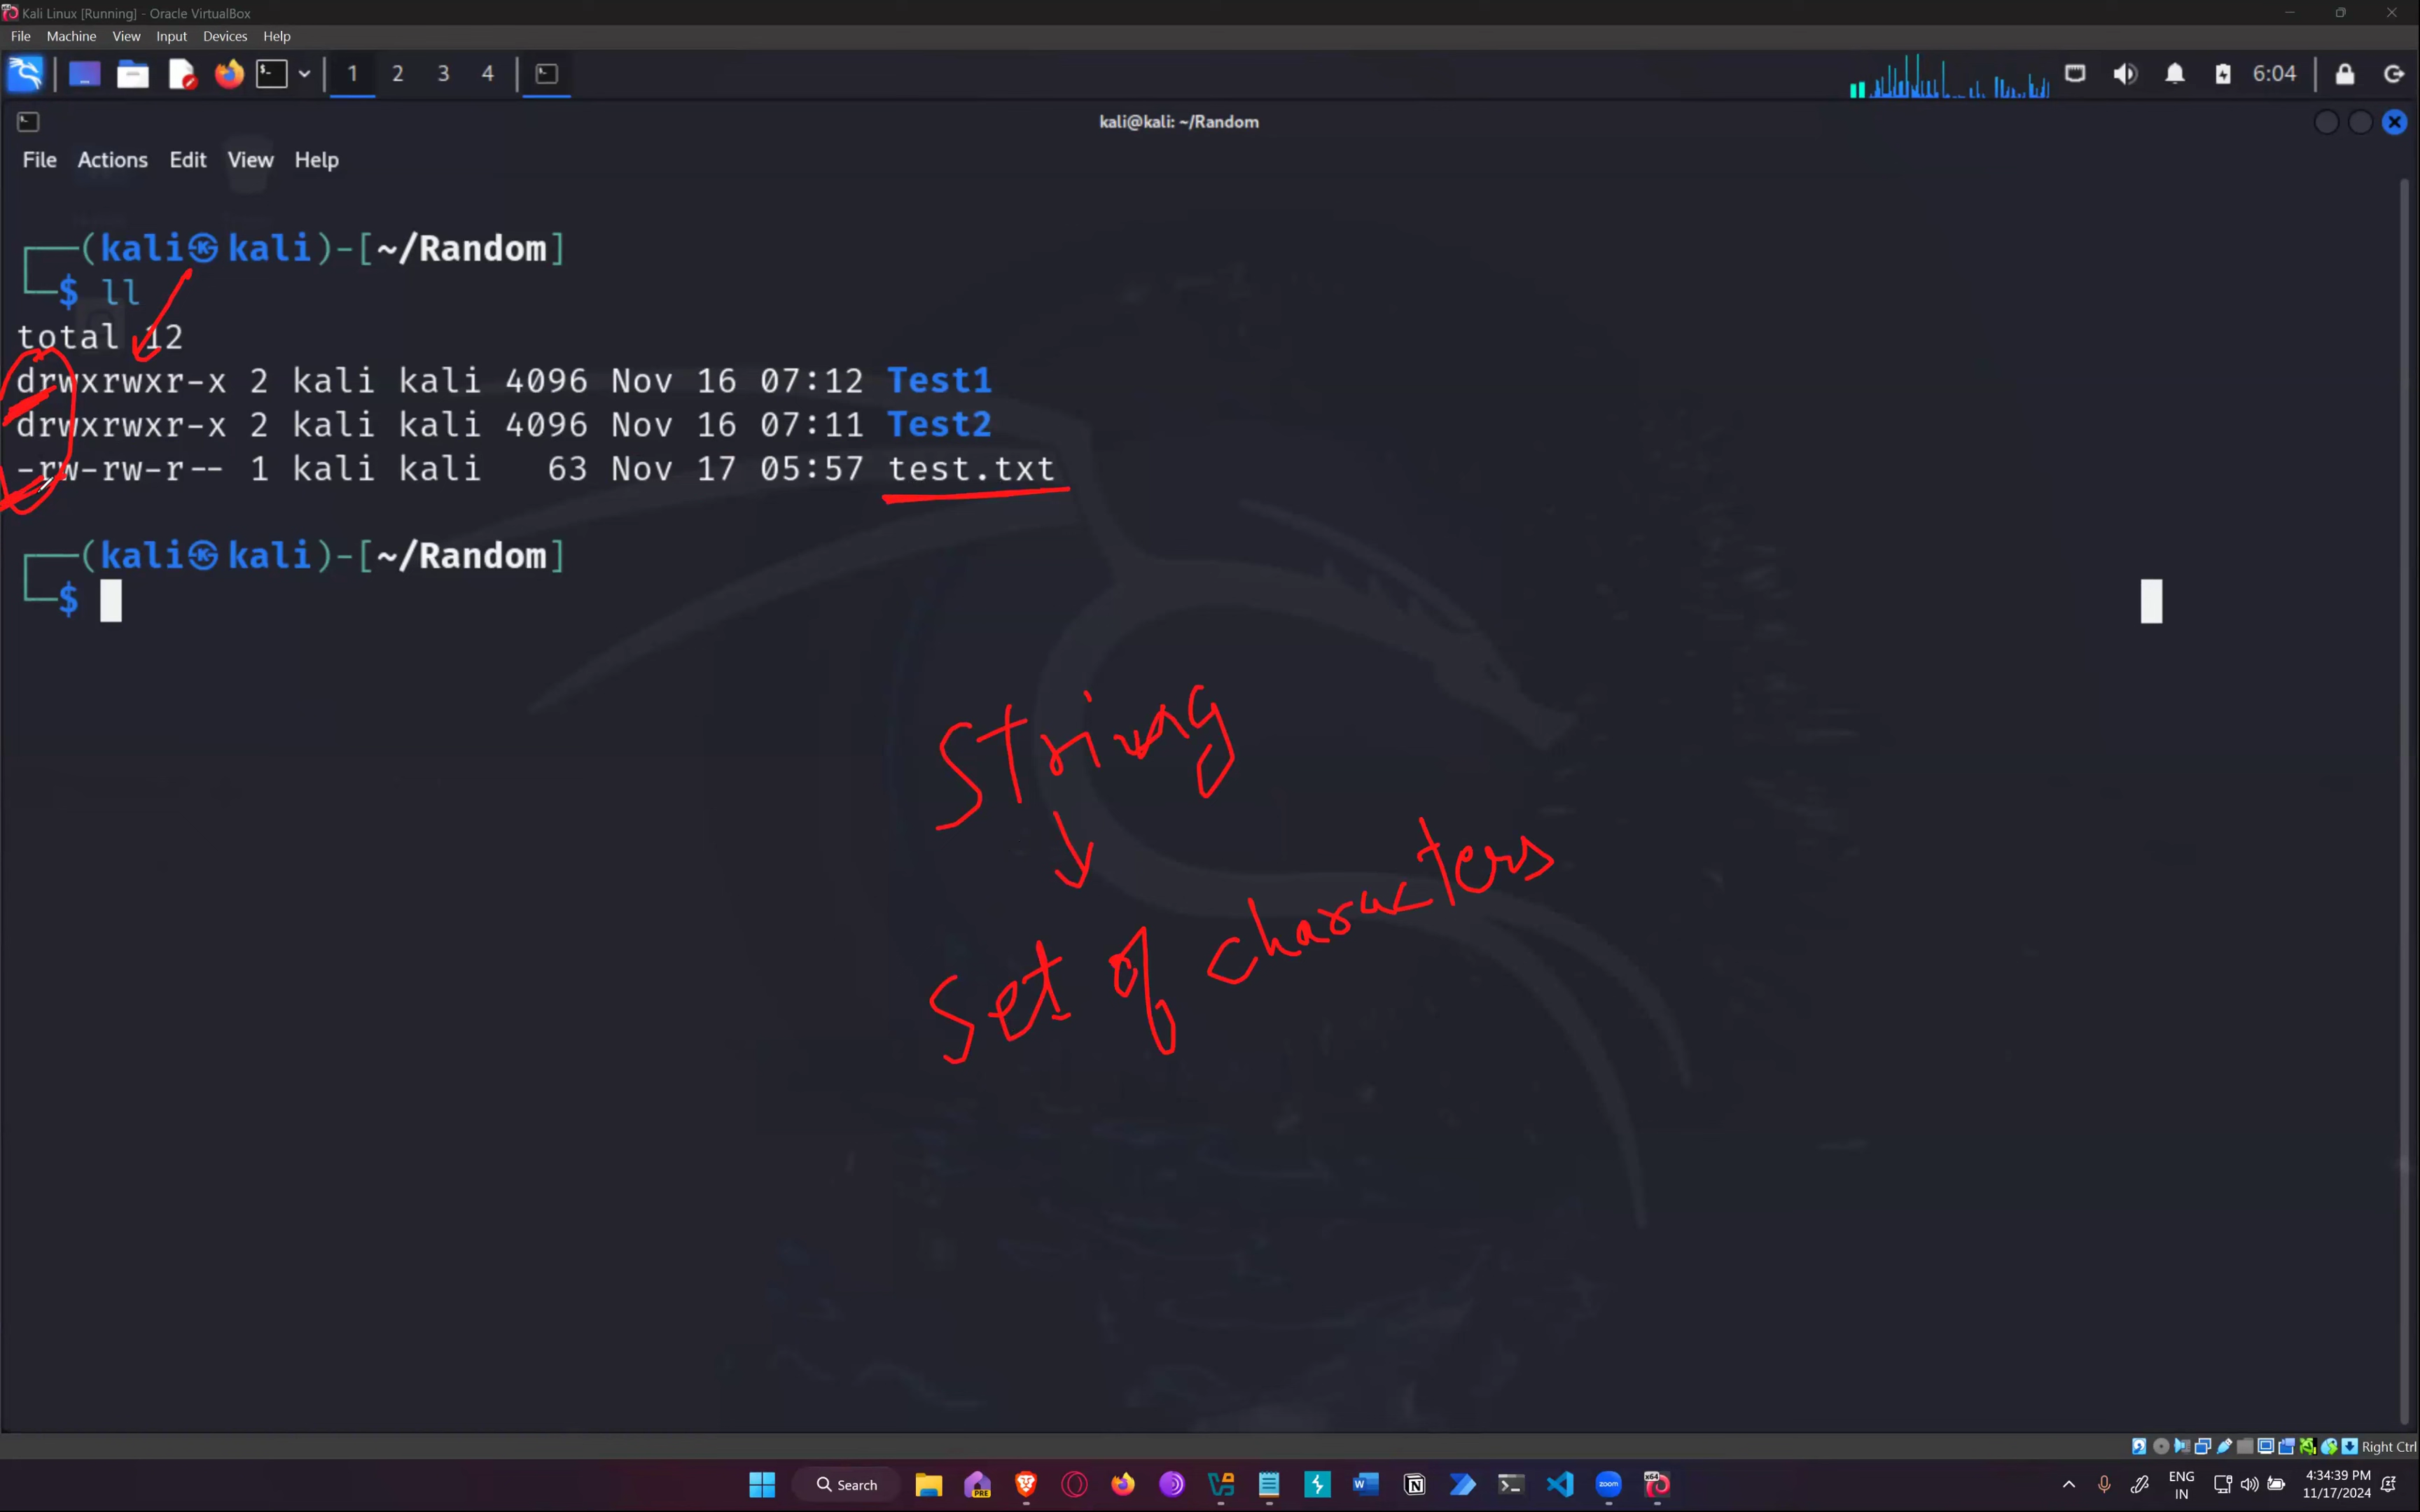 Kali Linux [Running] - Oracle VirtualBox
File Machine View Input Devices Help
1 2 3 4 6:04
kali@kali: ~/Random
File Actions Edit View Help
┌──(kali㉿kali)-[~/Random]
└─$ ll
total 12
drwxrwxr-x 2 kali kali 4096 Nov 16 07:12 Test1
drwxrwxr-x 2 kali kali 4096 Nov 16 07:11 Test2
-rw-rw-r-- 1 kali kali 63 Nov 17 05:57 test.txt
┌──(kali㉿kali)-[~/Random]
└─$
String
Set of characters
Right Ctrl
Search PRE zoom x64 ENG IN 4:34:39 PM
11/17/2024